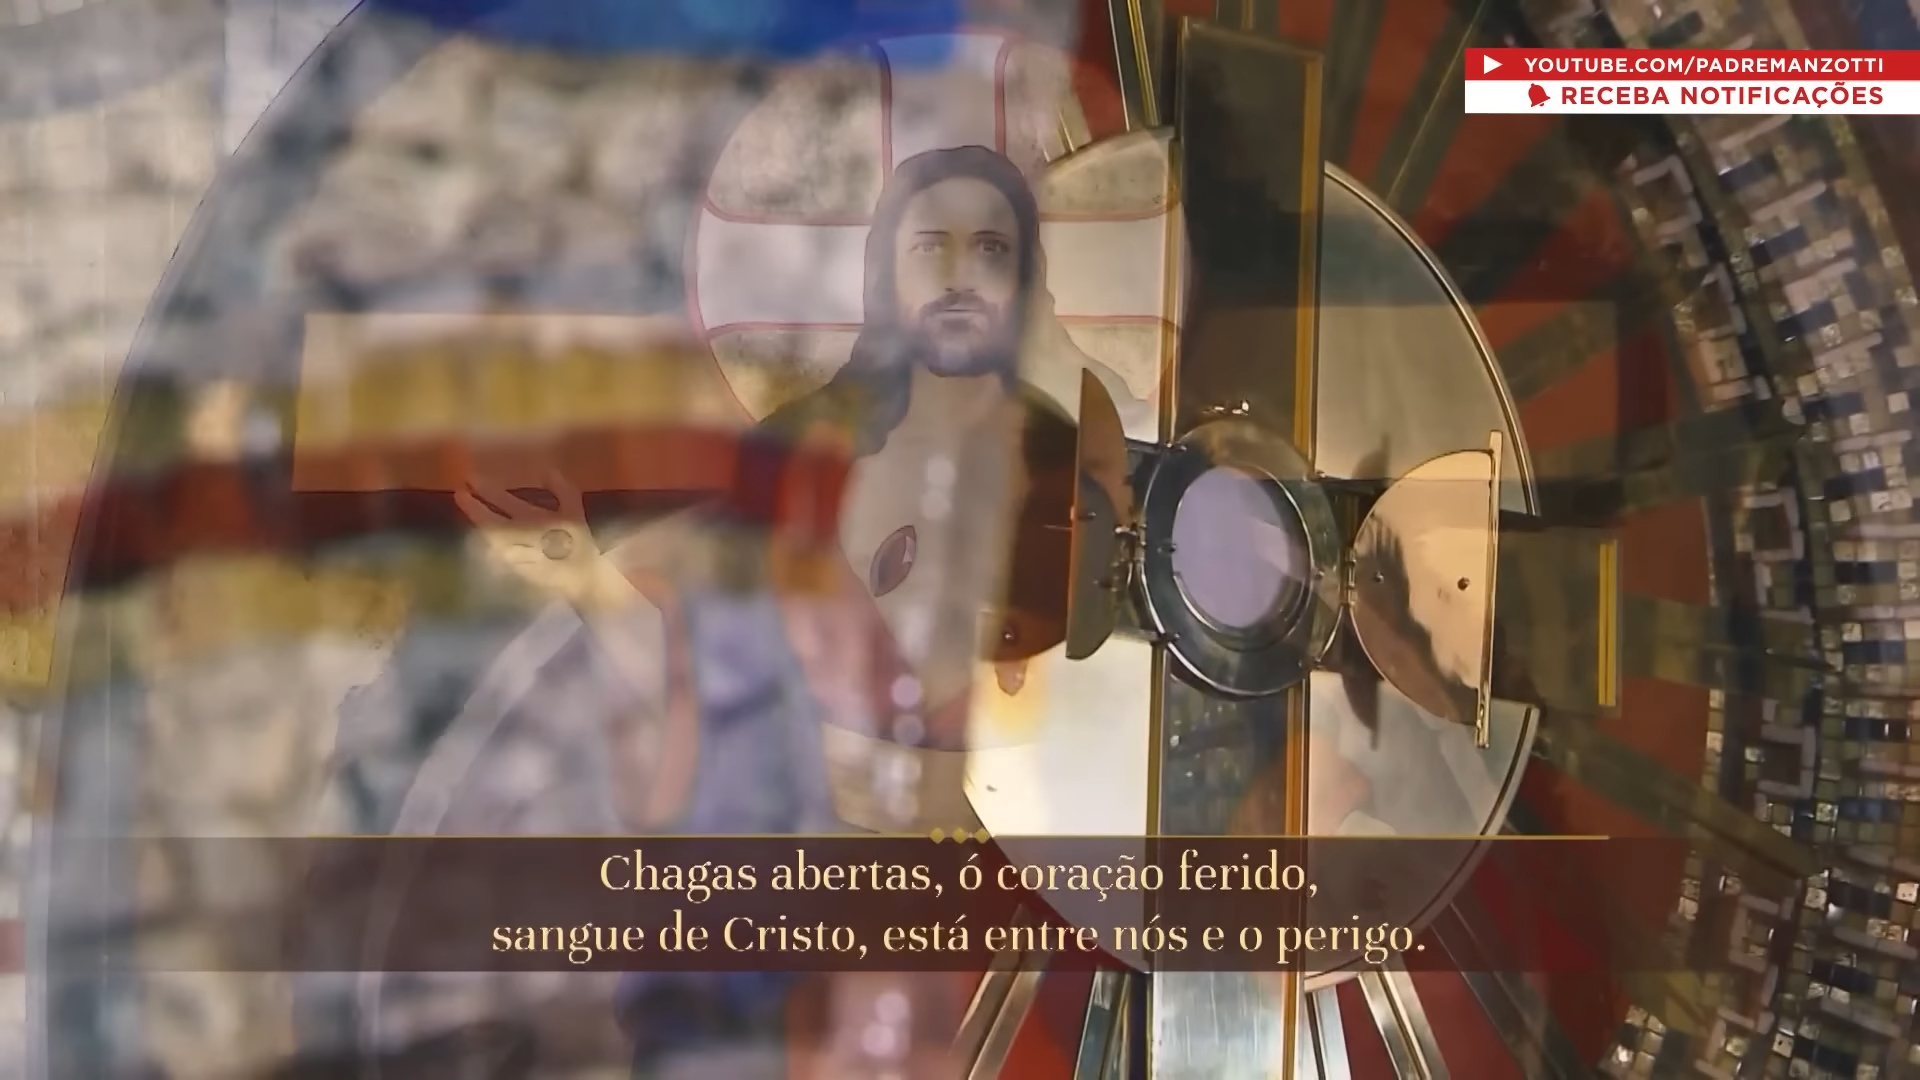 YOUTUBE.COM/PADREMANZOTTI
RECEBA NOTIFICAÇÕES
Chagas abertas, ó coração ferido,
sangue de Cristo, está entre nós e o perigo.